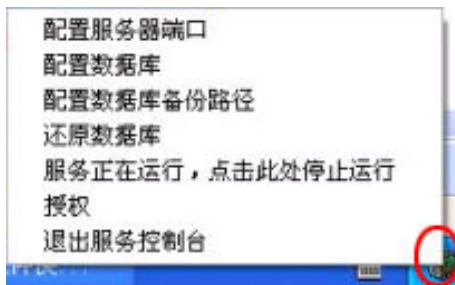 配置服务器端口
配置数据库
配置数据库备份路径
还原数据库
服务正在运行，点击此处停止运行
授权
退出服务控制台